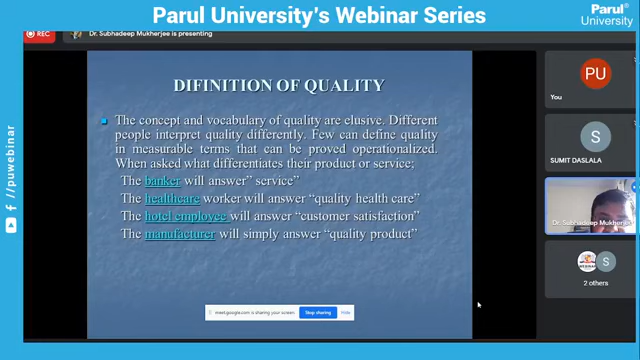 Parul University's Webinar Series
Parul®
University
REC
Dr. Subhadeep Mukherjee is presenting
DIFINITION OF QUALITY
The concept and vocabulary of quality are elusive. Different
people interpret quality differently. Few can define quality
in measurable terms that can be proved operationalized.
When asked what differentiates their product or service;
The banker will answer" service"
The healthcare worker will answer "quality health care"
The hotel employee will answer "customer satisfaction"
The manufacturer will simply answer "quality product"
meet.google.com is sharing your screen.
Stop sharing
Hide
PU
You
S
SUMIT DASLALA
Dr. Subhadeep Mukherjee
WEBINAR
S
2 others
/puwebinar